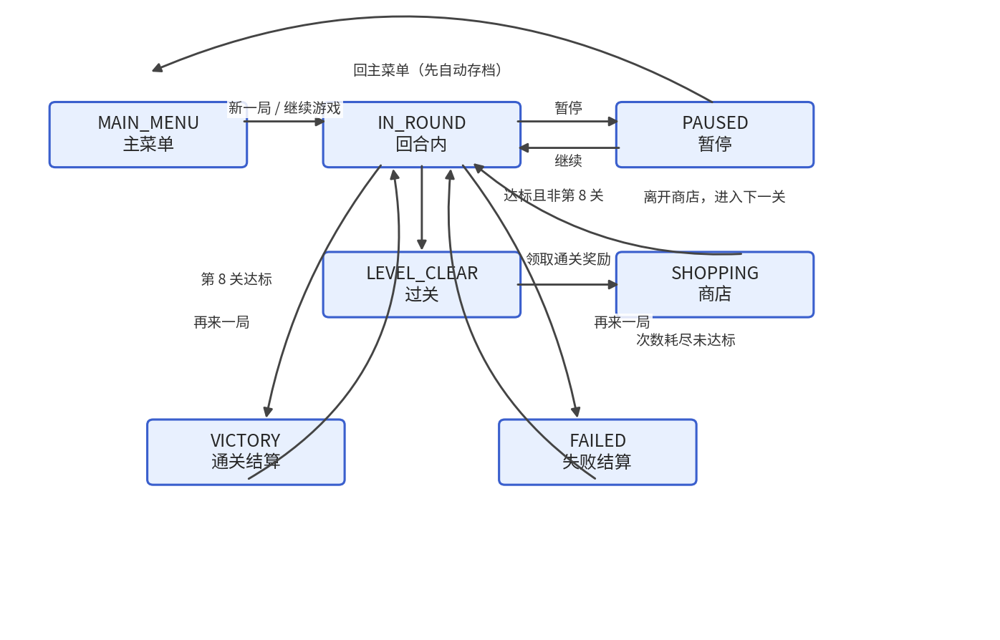 回主菜单（先自动存档）
新一局 / 继续游戏
MAIN_MENU
主菜单
IN_ROUND
回合内
暂停
继续
PAUSED
暂停
达标且非第 8 关
离开商店，进入下一关
LEVEL_CLEAR
过关
领取通关奖励
SHOPPING
商店
第 8 关达标
再来一局
再来一局
次数耗尽未达标
VICTORY
通关结算
FAILED
失败结算